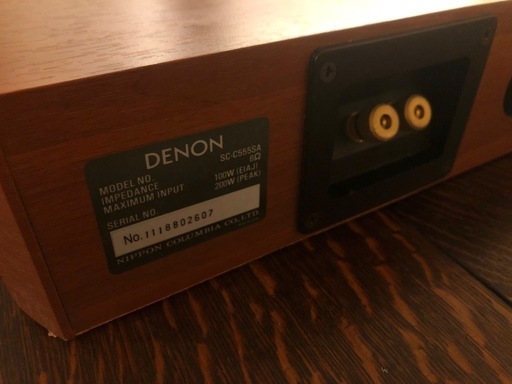 DENON
MODEL NO. SC-C555SA
IMPEDANCE 6Ω
MAXIMUM INPUT 100W (EIAJ)
200W (PEAK)
SERIAL NO.
No. 1118802607
NIPPON COLUMBIA CO., LTD